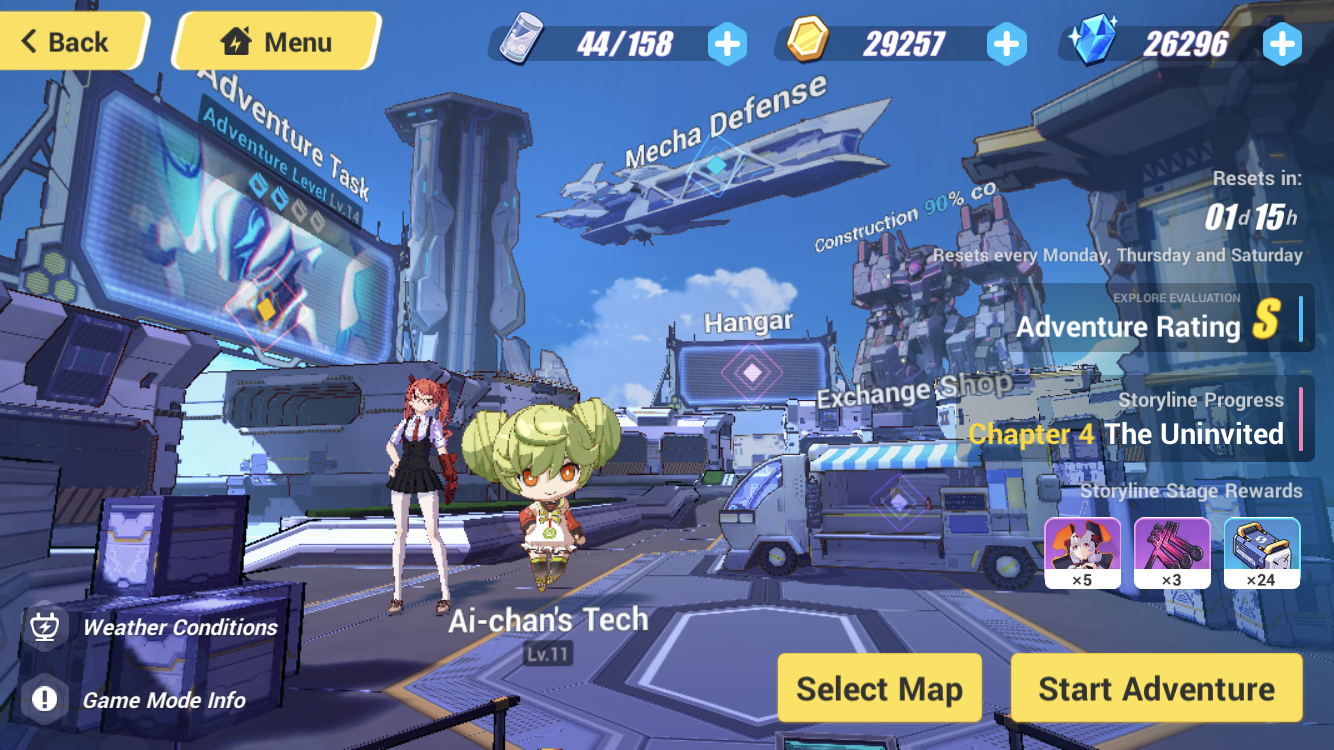 Back
Menu
44/158
29257
26296
Adventure Task
Adventure Level Lv.14
Mecha Defense
Construction 90% CO
Resets in:
01d 15h
Resets every Monday, Thursday and Saturday
EXPLORE EVALUATION
Adventure Rating S
Hangar
Exchange Shop
Storyline Progress
Chapter 4 The Uninvited
Storyline Stage Rewards
×5
×3
×24
Ai-chan's Tech
Lv.11
Weather Conditions
Game Mode Info
Select Map
Start Adventure